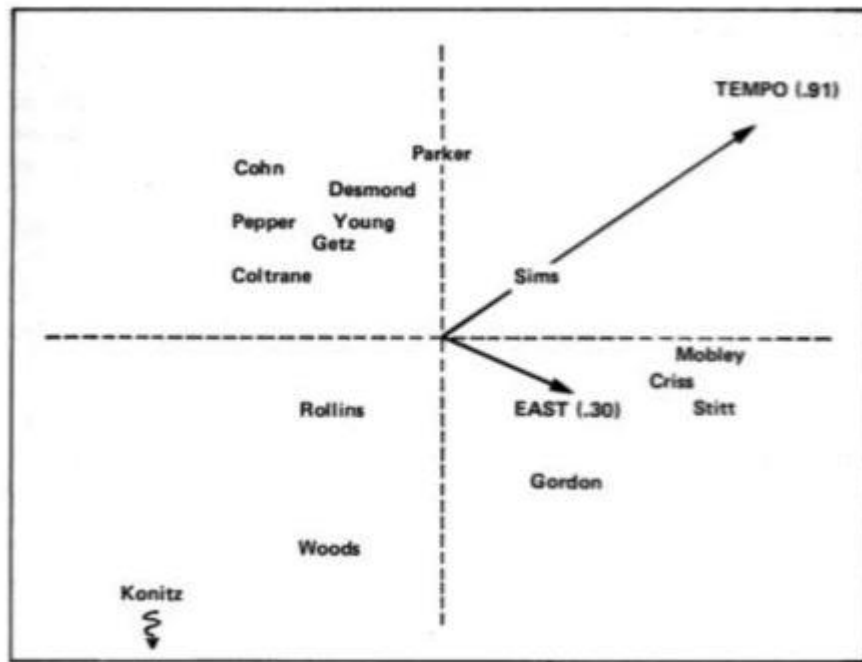 TEMPO (.91)
Parker
Cohn
Desmond
Pepper Young
Getz
Coltrane
Sims
Mobley
Criss
Rollins EAST (.30) Stitt
Gordon
Woods
Konitz